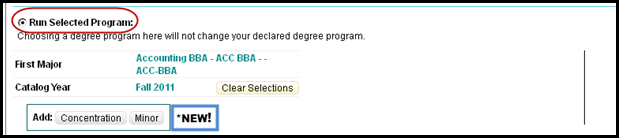 Run Selected Program:
Choosing a degree program here will not change your declared degree program.
First Major Accounting BBA - ACC BBA - -
ACC-BBA
Catalog Year Fall 2011 Clear Selections
Add: Concentration Minor *NEW!